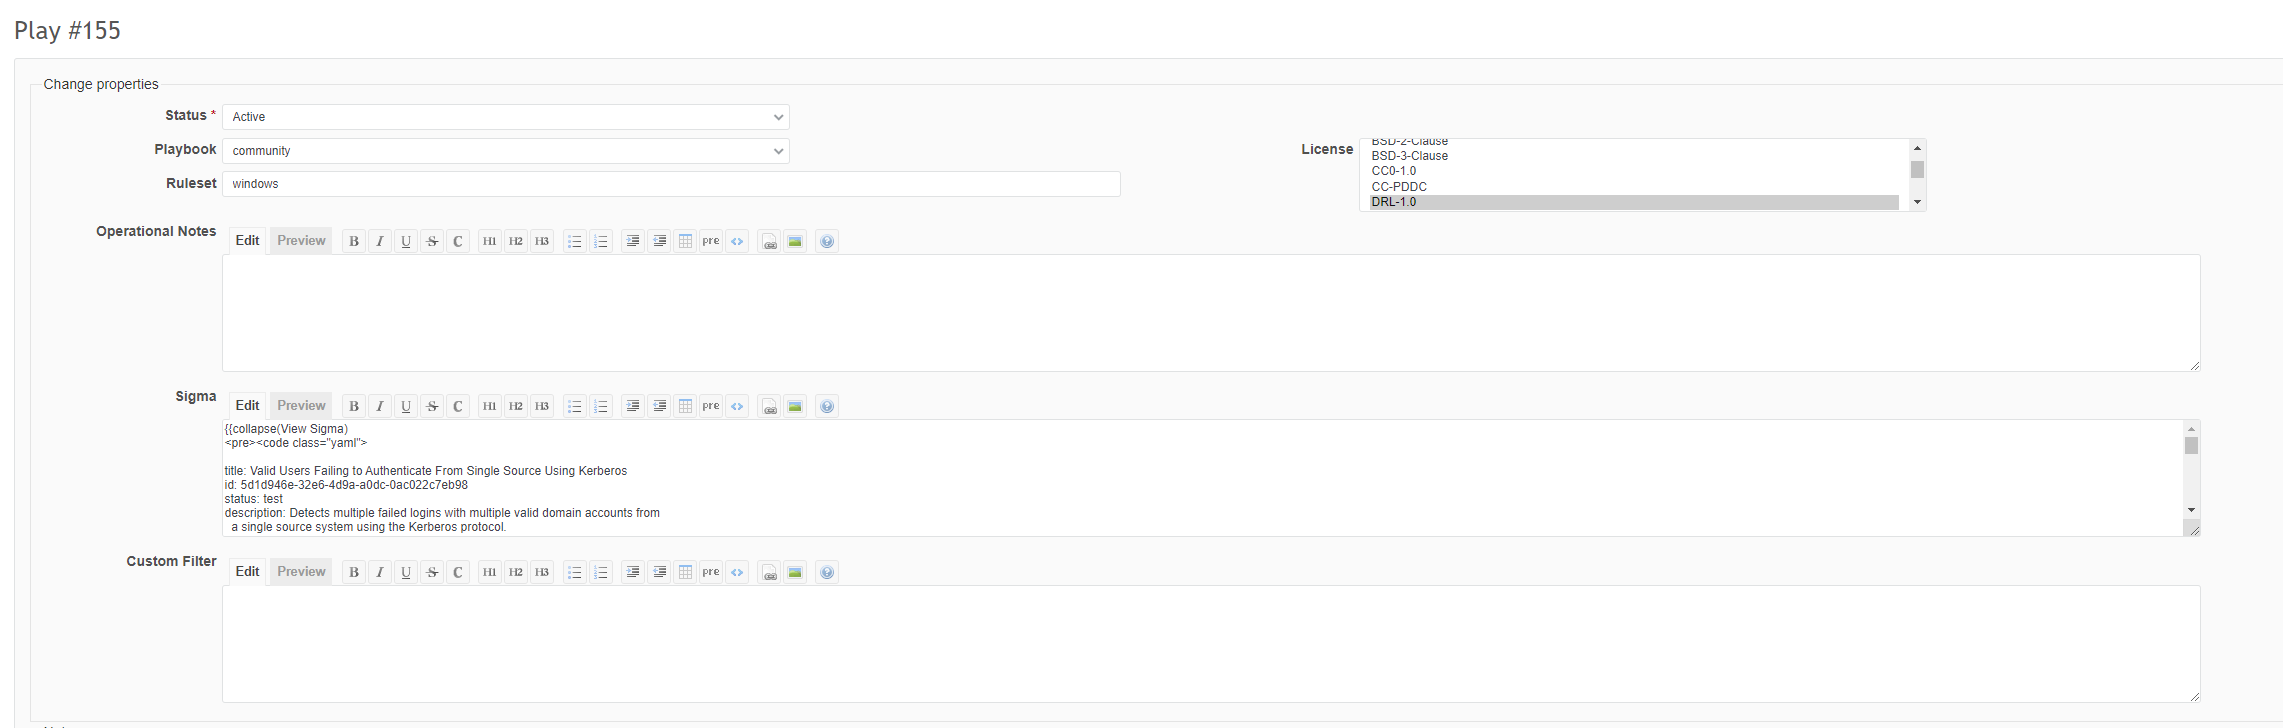 Play #155
Change properties
Status * Active
Playbook community
License BSD-2-Clause
BSD-3-Clause
CC0-1.0
CC-PDDC
DRL-1.0
Ruleset windows
Operational Notes Edit Preview B I U S C H1 H2 H3 pre <> ?
Sigma Edit Preview B I U S C H1 H2 H3 pre <> ?
{{collapse(View Sigma)
<pre><code class="yaml">
title: Valid Users Failing to Authenticate From Single Source Using Kerberos
id: 5d1d946e-32e6-4d9a-a0dc-0ac022c7eb98
status: test
description: Detects multiple failed logins with multiple valid domain accounts from
a single source system using the Kerberos protocol.
Custom Filter Edit Preview B I U S C H1 H2 H3 pre <> ?